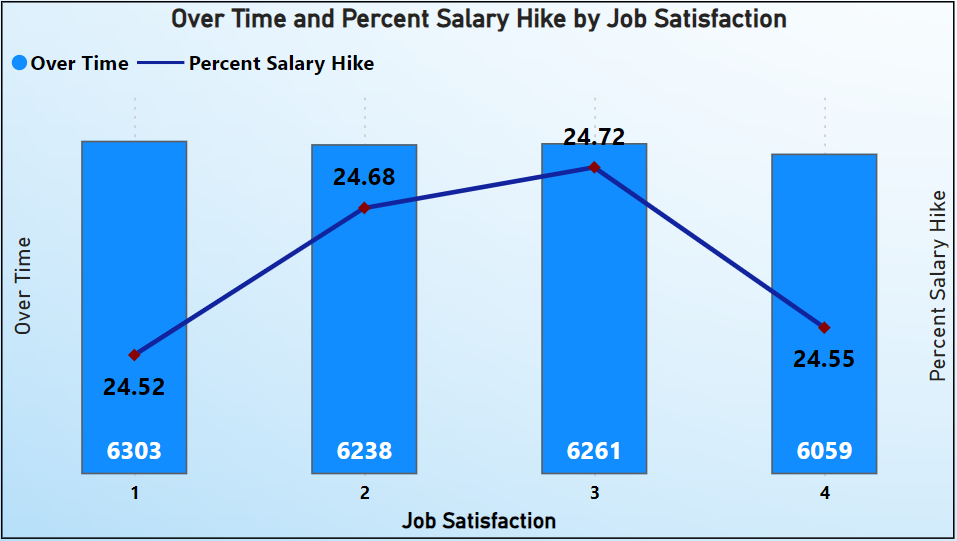 Over Time and Percent Salary Hike by Job Satisfaction
Over Time Percent Salary Hike
24.72
24.68
24.52
24.55
6303 6238 6261 6059
1 2 3 4
Job Satisfaction
Over Time
Percent Salary Hike